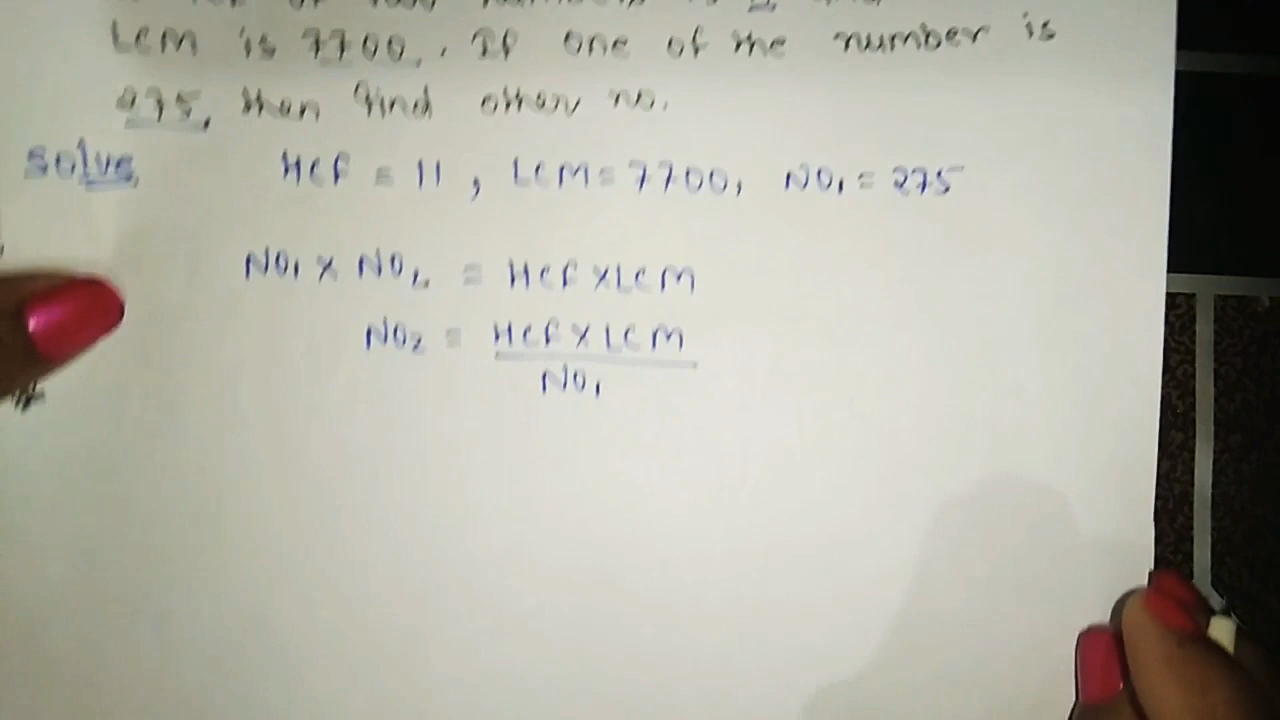 LCM is 7700, . If one of the number is
275, then find other no.
Solve, HCF = 11 , LCM = 7700, NO₁ = 275
NO₁ × NO₂ = HCF × LCM
NO₂ = HCF × LCM
NO₁